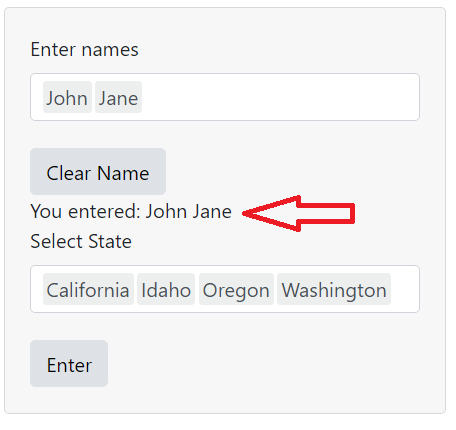 Enter names
John Jane
Clear Name
You entered: John Jane
Select State
California Idaho Oregon Washington
Enter